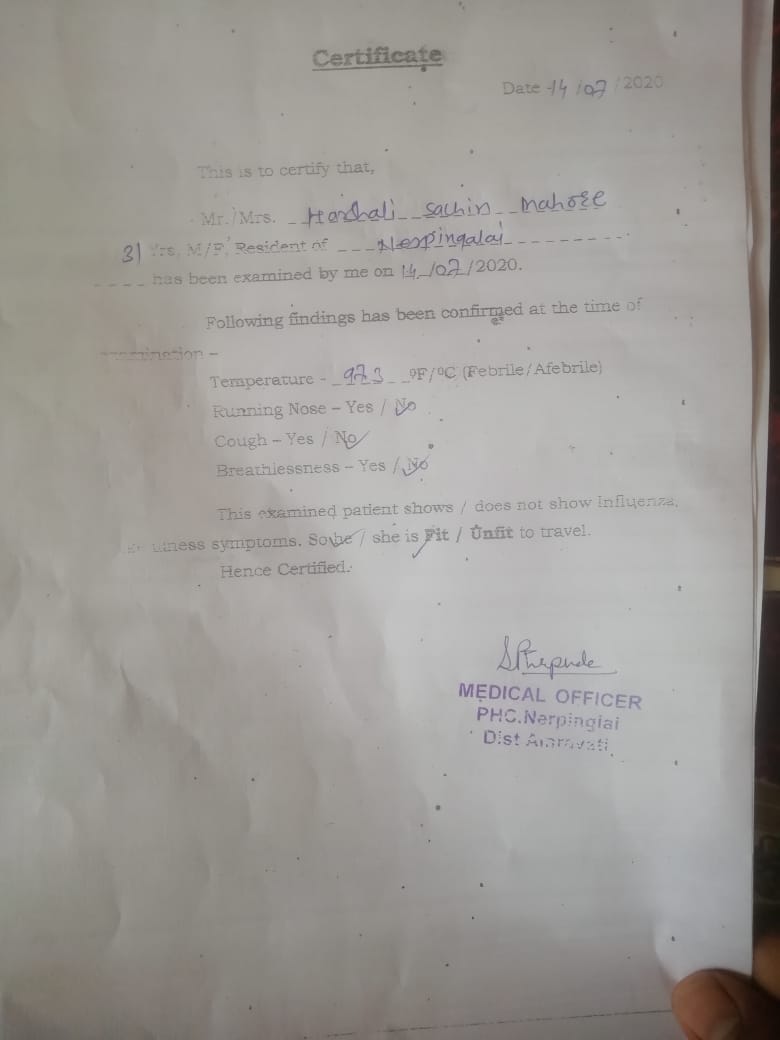 Certificate
Date 14/07/2020
This is to certify that,
Mr./Mrs. Harshali Sachin Mahore
31 Yrs. M/F, Resident of Nerpingalai
has been examined by me on 14/07/2020.
Following findings has been confirmed at the time of
examination –
Temperature - 973 ºF/ºC (Febrile/Afebrile)
Running Nose – Yes / No
Cough – Yes / No
Breathlessness – Yes / No
This examined patient shows / does not show Influenza,
illness symptoms. So he / she is Fit / Unfit to travel.
Hence Certified.
MEDICAL OFFICER
PHC.Nerpinglai
Dist Amravati